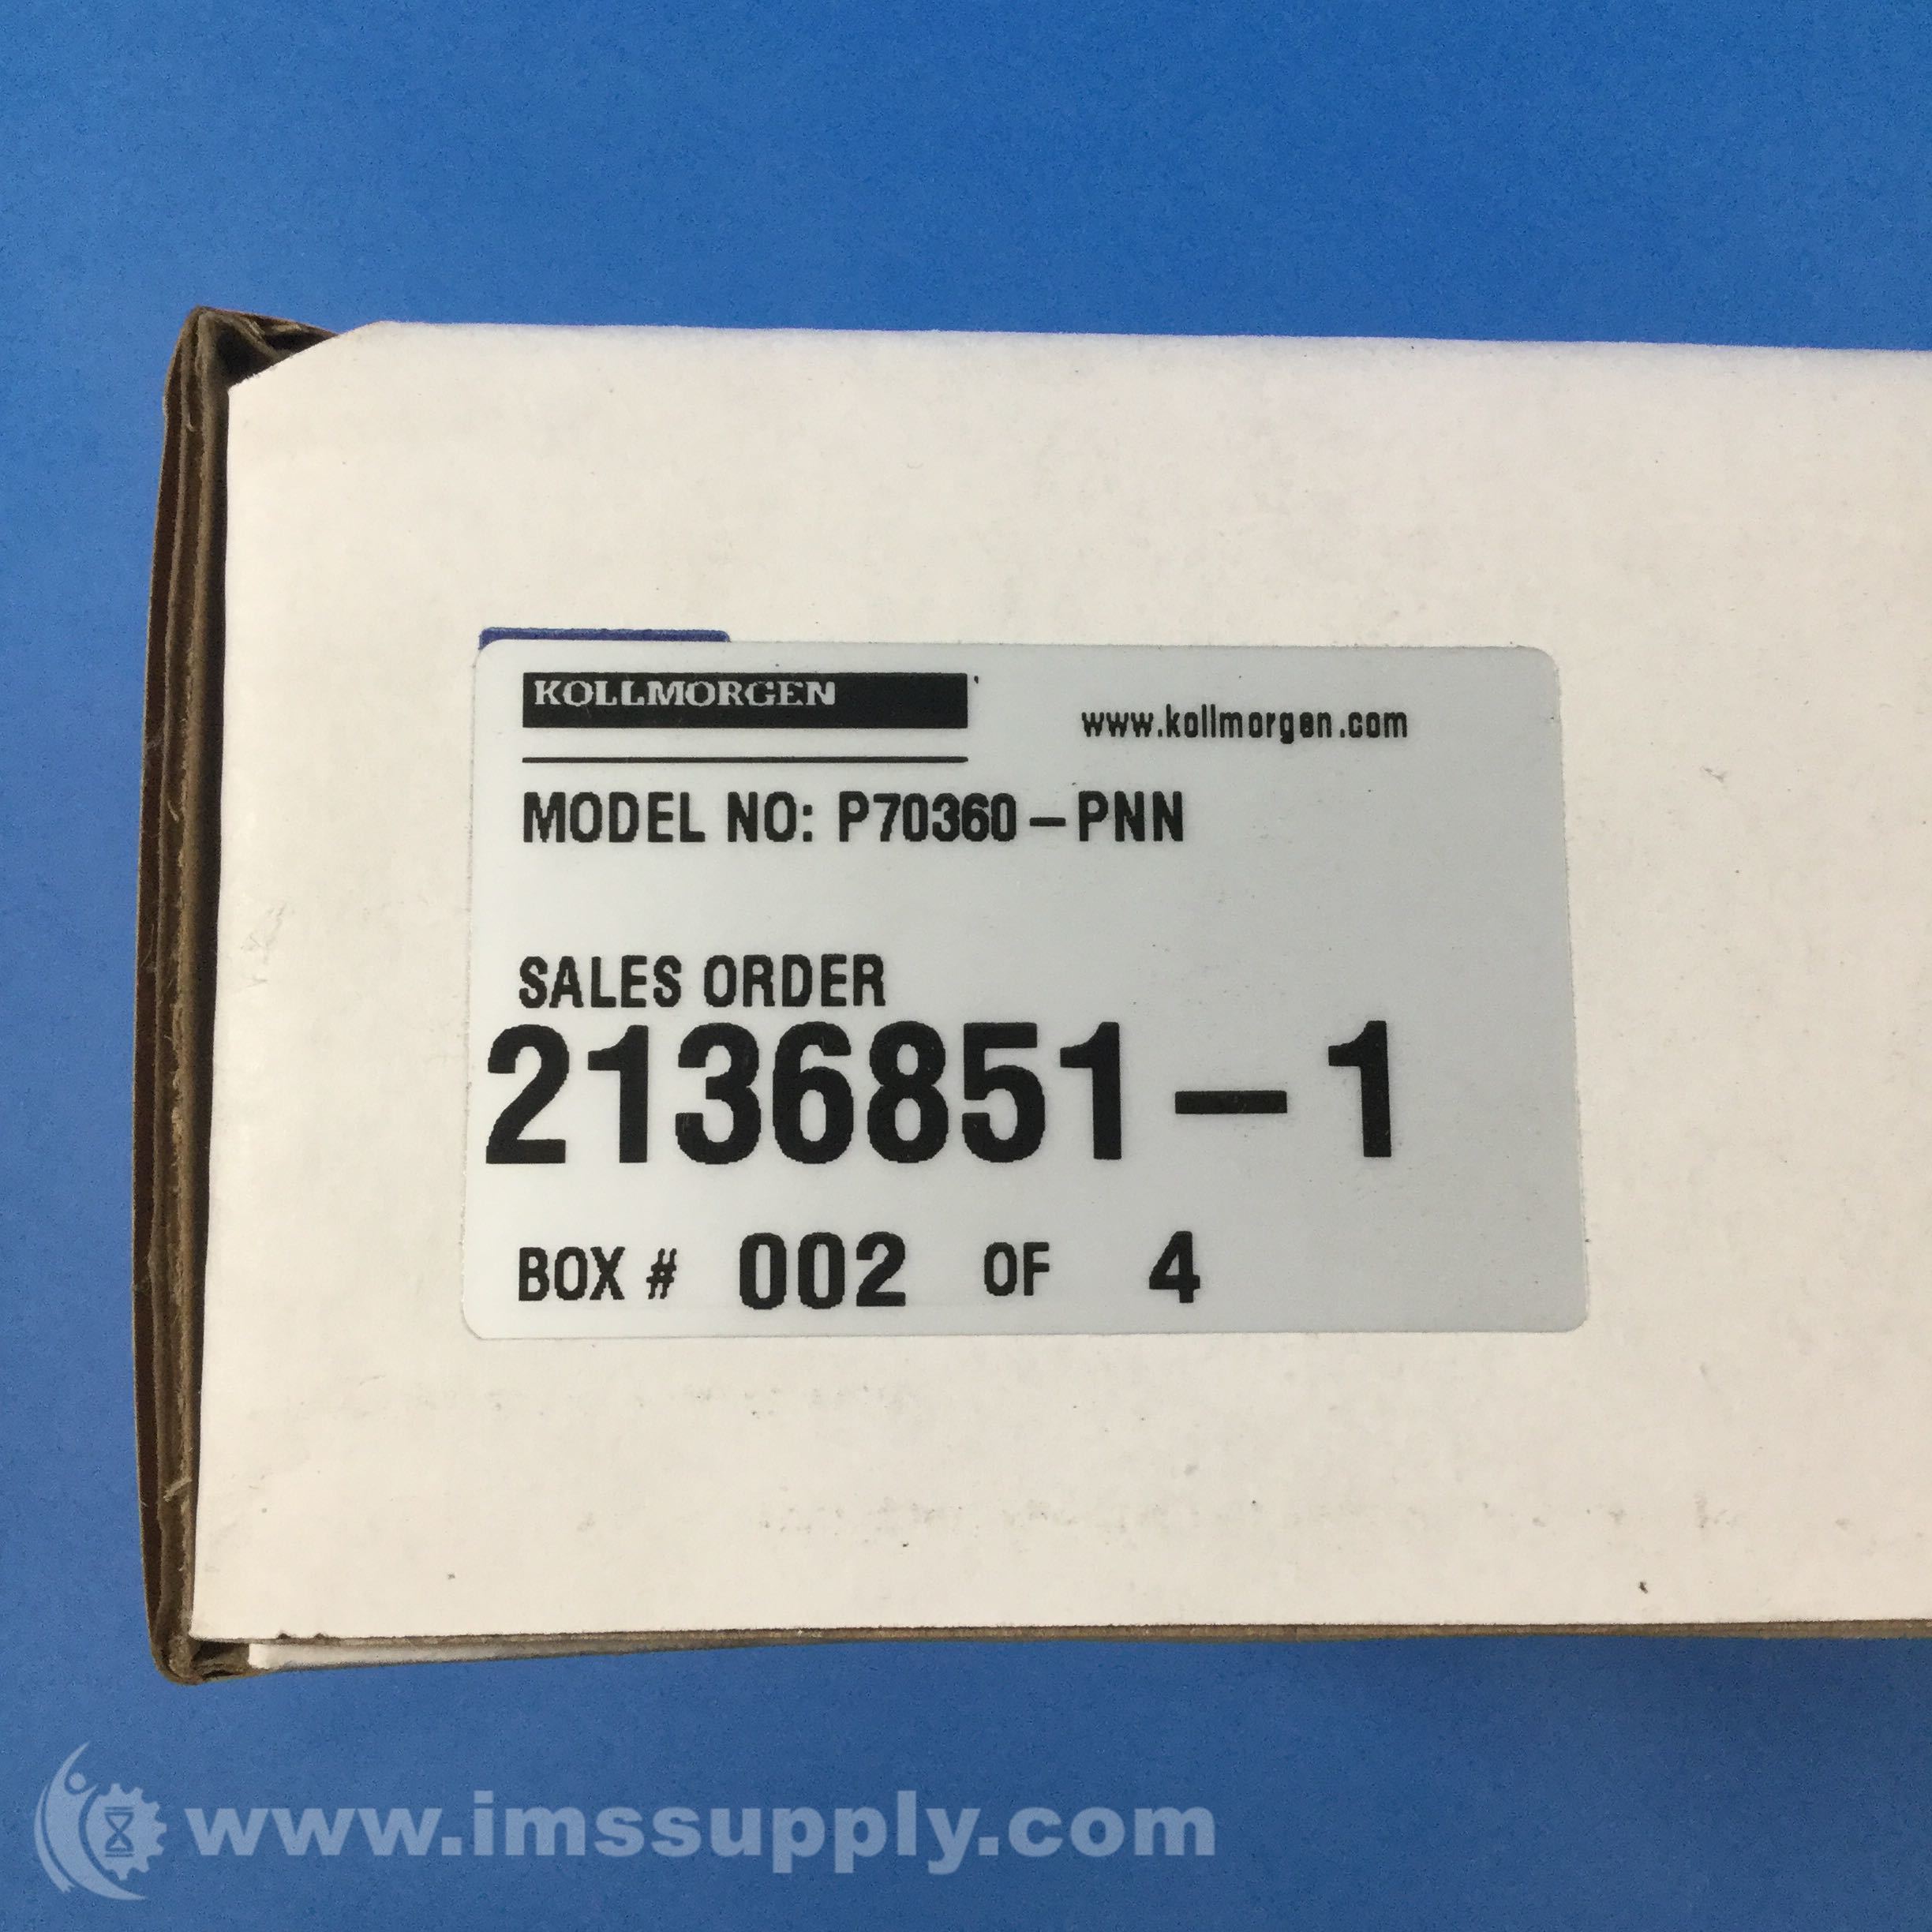 KOLLMORGEN
www.kollmorgen.com
MODEL NO: P70360-PNN
SALES ORDER
2136851-1
BOX # 002 OF 4
www.imssupply.com